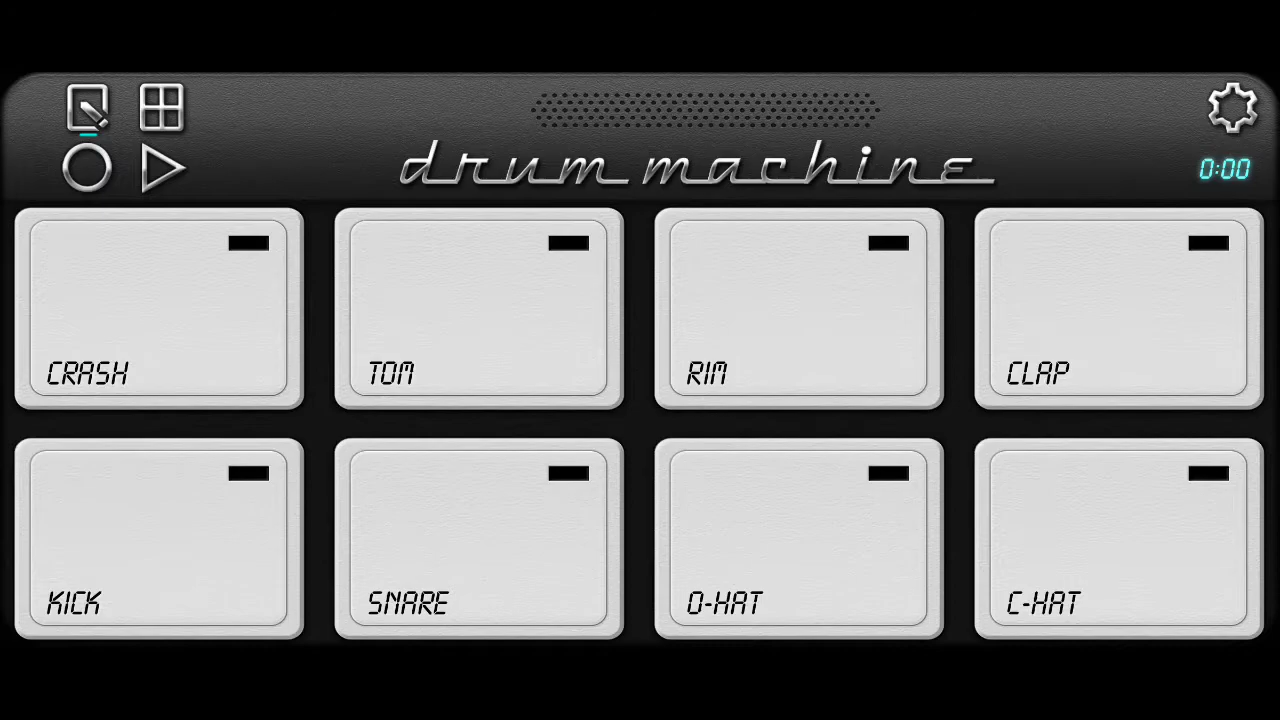 drum machine
0:00
CRASH
TOM
RIM
CLAP
KICK
SNARE
O-HAT
C-HAT